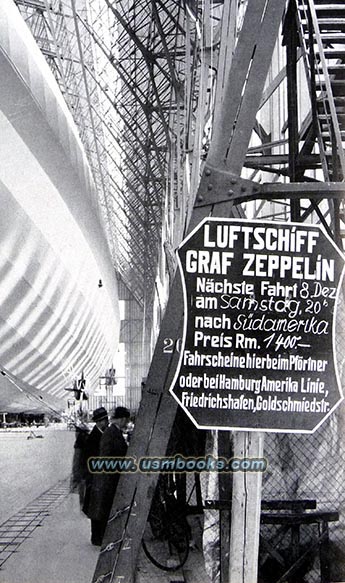 LUFTSCHIFF
GRAF ZEPPELIN
Nächste Fahrt 8. Dez.
am Samstag, 20h
nach Südamerika
Preis Rm. 1400.-
Fahrscheine hier beim Pförtner
oder bei Hamburg Amerika Linie,
Friedrichshafen, Goldschmiedstr.
20
www.usmbooks.com